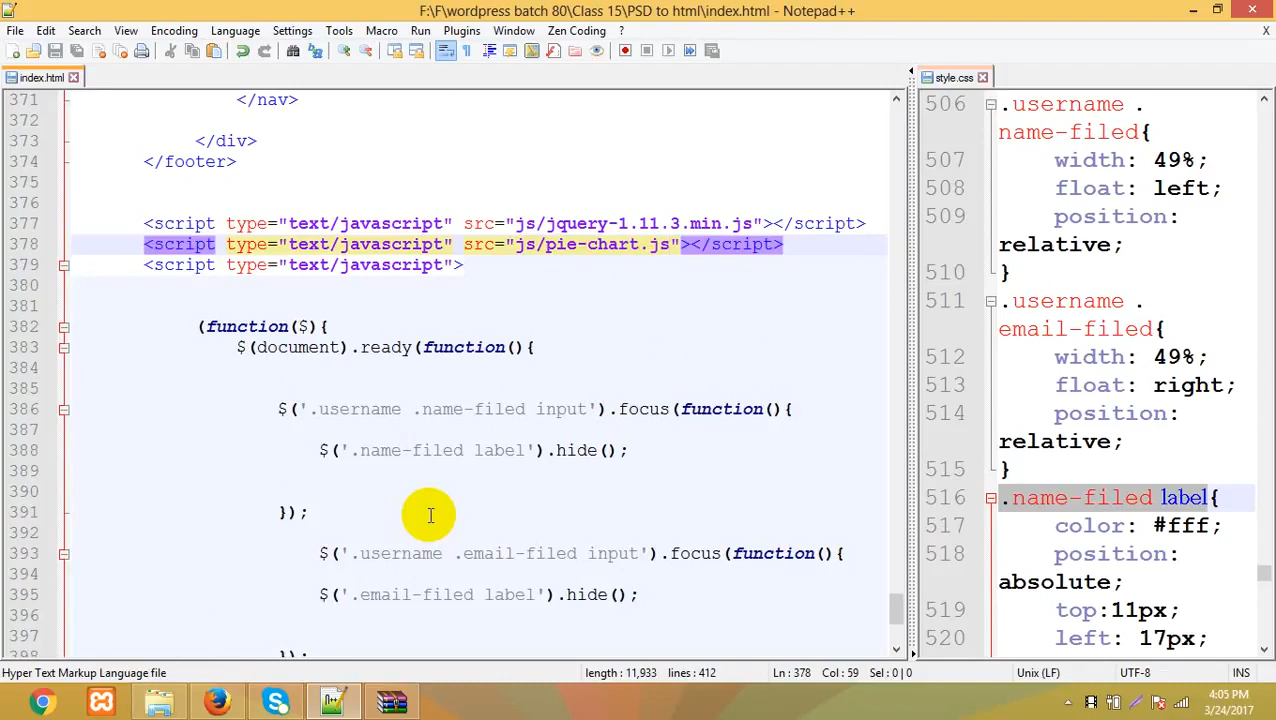 F:\F\wordpress batch 80\Class 15\PSD to html\index.html - Notepad++
File Edit Search View Encoding Language Settings Tools Macro Run Plugins Window Zen Coding ? X
index.html
371 </nav>
372
373 </div>
374 </footer>
375
376
377 <script type="text/javascript" src="js/jquery-1.11.3.min.js"></script>
378 <script type="text/javascript" src="js/pie-chart.js"></script>
379 <script type="text/javascript">
380
381
382 (function($){
383 $(document).ready(function(){
384
385
386 $('.username .name-filed input').focus(function(){
387
388 $('.name-filed label').hide();
389
390
391 });
392
393 $('.username .email-filed input').focus(function(){
394
395 $('.email-filed label').hide();
396
397
398 });
style.css
506 .username .
name-filed{
507 width: 49%;
508 float: left;
509 position:
relative;
510 }
511 .username .
email-filed{
512 width: 49%;
513 float: right;
514 position:
relative;
515 }
516 .name-filed label{
517 color: #fff;
518 position:
absolute;
519 top:11px;
520 left: 17px;
Hyper Text Markup Language file length : 11,933 lines : 412 Ln : 378 Col : 59 Sel : 0 | 0 Unix (LF) UTF-8 INS
4:05 PM
3/24/2017